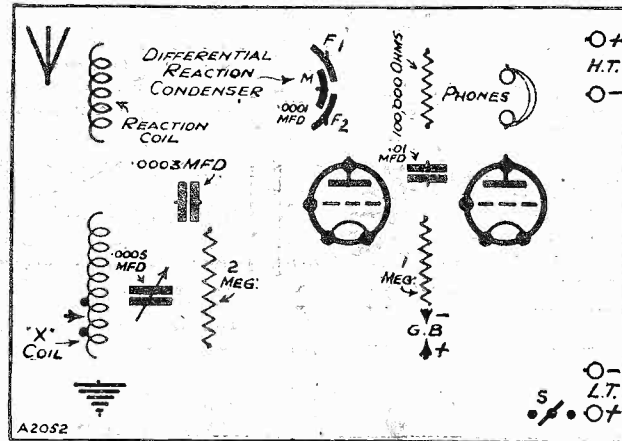 DIFFERENTIAL
REACTION
CONDENSER
F1
M
.0001
MFD
F2
100,000 OHMS
PHONES
+
H.T.
-
REACTION
COIL
.0003 MFD
.01
MFD
.0005
MFD
2
MEG.
1
MEG.
-
G.B
+
"X"
COIL
-
L.T.
S
+
A2052